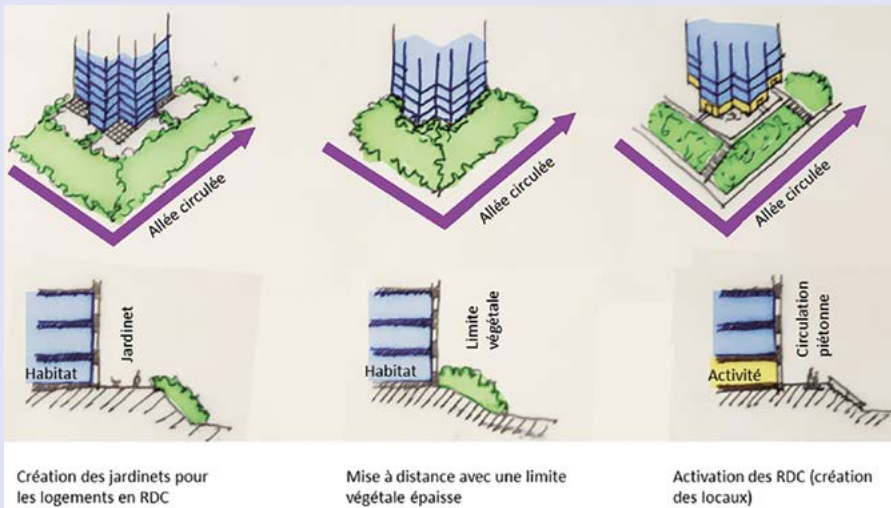 Allée circulée
Allée circulée
Allée circulée
Habitat
Jardinet
Habitat
Limite
végétale
Activité
Circulation
piétonne
Création des jardinets pour
les logements en RDC
Mise à distance avec une limite
végétale épaisse
Activation des RDC (création
des locaux)